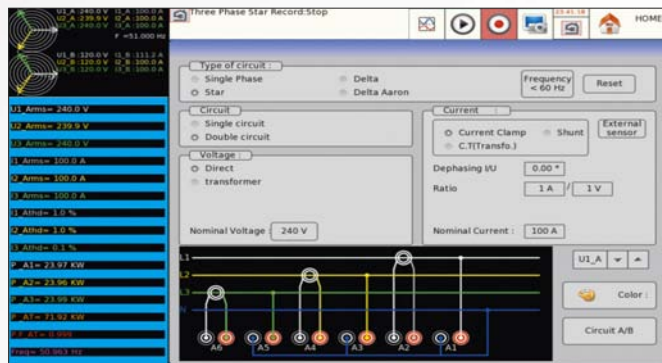 U1_A :240.0 V I1_A :100.0 A
U2_A :239.9 V I2_A :100.0 A
U3_A :240.0 V I3_A :100.0 A
F =51.000 hz
U1_B :120.0 V I1_B :111.2 A
U2_B :120.0 V I2_B :100.0 A
U3_B :120.0 V I3_B :100.0 A
U1_Arms= 240.0 V
U2_Arms= 239.9 V
U3_Arms= 240.0 V
I1_Arms= 100.0 A
I2_Arms= 100.0 A
I3_Arms= 100.0 A
I1_Athd= 1.0 %
I2_Athd= 1.0 %
I3_Athd= 0.1 %
P_A1= 23.97 KW
P_A2= 23.96 KW
P_A3= 23.99 KW
P_AT= 71.92 KW
P.F_AT= 0.999
Freq= 50.963 Hz
Three Phase Star Record:Stop
HOME
Type of circuit :
Single Phase
Delta
Star
Delta Aaron
Frequency
< 60 Hz
Reset
Circuit
Single circuit
Double circuit
Voltage :
Direct
transformer
Nominal Voltage :
240 V
Current :
Current Clamp
Shunt
C.T(Transfo.)
External
sensor
Dephasing I/U
0.00 °
Ratio
1 A / 1 V
Nominal Current :
100 A
L1
L2
L3
N
A6 A5 A4 A3 A2 A1
U1_A
Color :
Circuit A/B